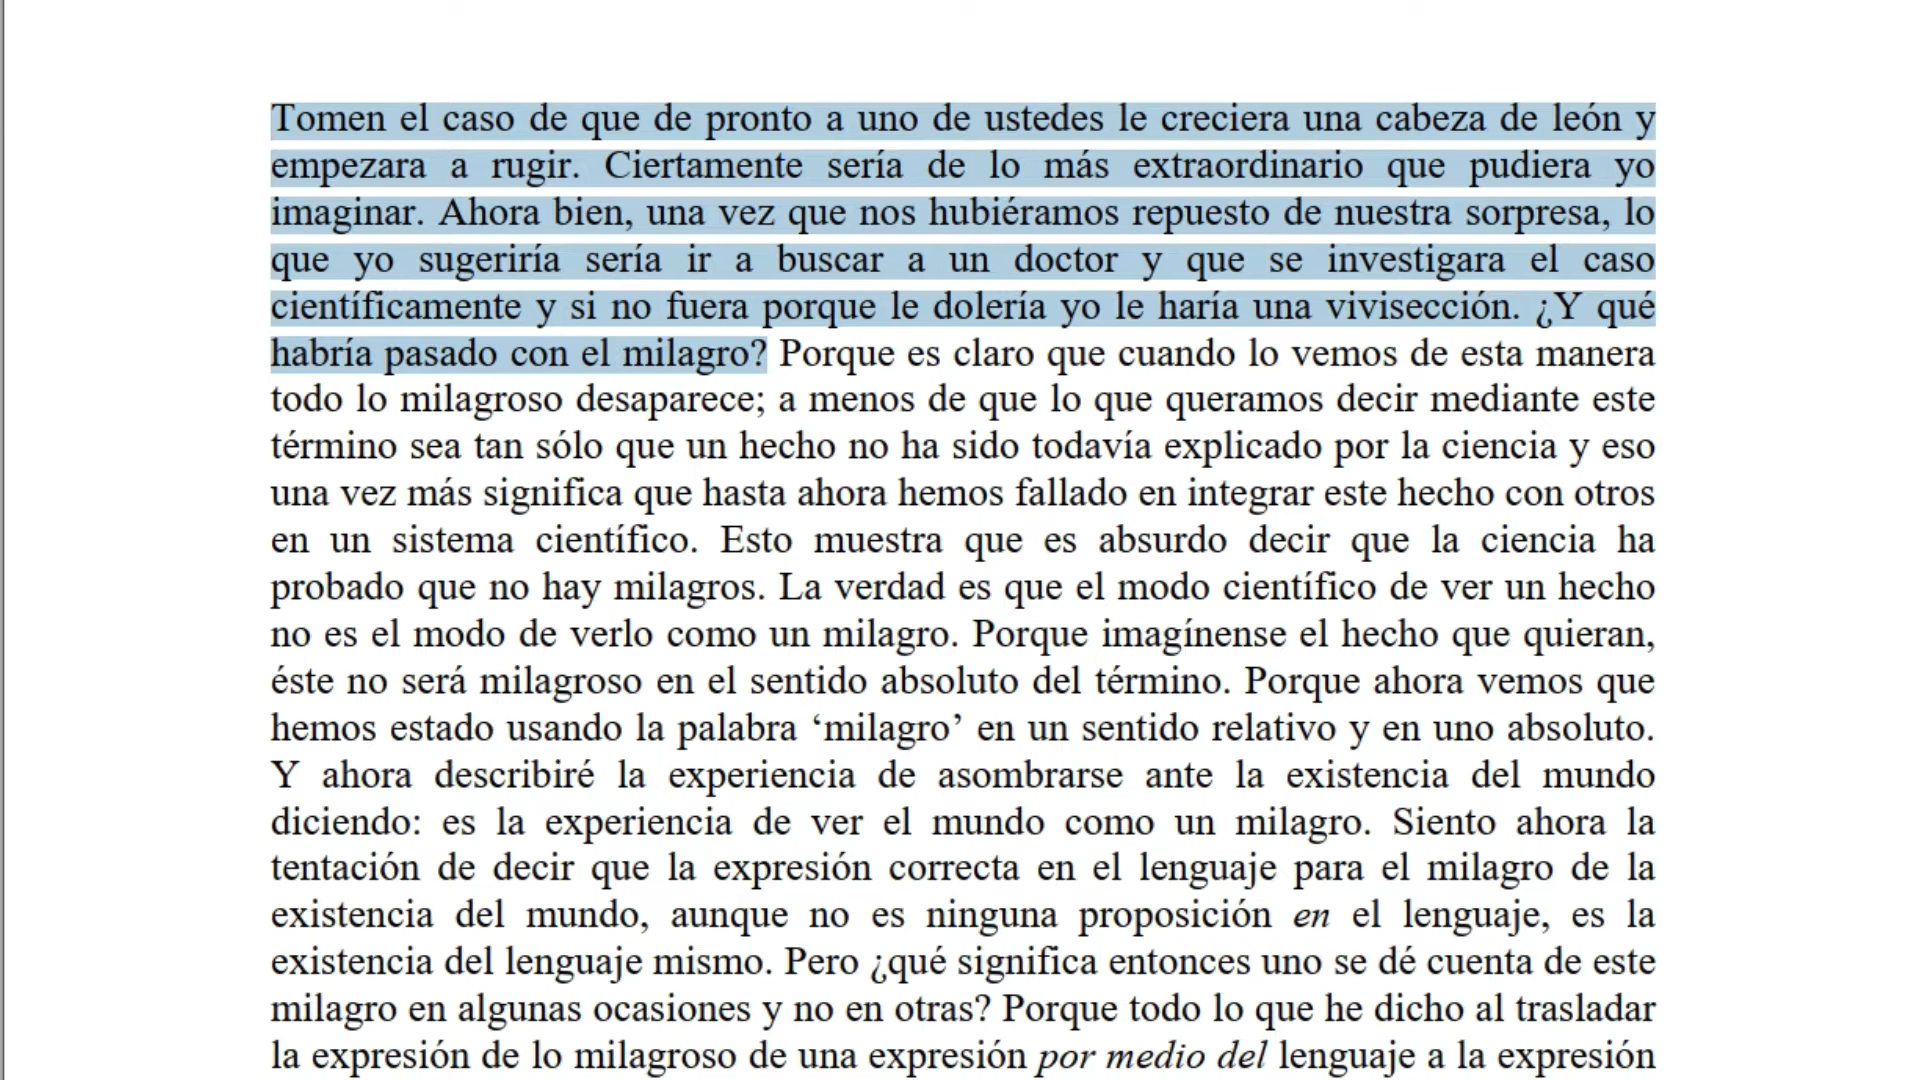 Tomen el caso de que de pronto a uno de ustedes le creciera una cabeza de león y
empezara a rugir. Ciertamente sería de lo más extraordinario que pudiera yo
imaginar. Ahora bien, una vez que nos hubiéramos repuesto de nuestra sorpresa, lo
que yo sugeriría sería ir a buscar a un doctor y que se investigara el caso
científicamente y si no fuera porque le dolería yo le haría una vivisección. ¿Y qué
habría pasado con el milagro? Porque es claro que cuando lo vemos de esta manera
todo lo milagroso desaparece; a menos de que lo que queramos decir mediante este
término sea tan sólo que un hecho no ha sido todavía explicado por la ciencia y eso
una vez más significa que hasta ahora hemos fallado en integrar este hecho con otros
en un sistema científico. Esto muestra que es absurdo decir que la ciencia ha
probado que no hay milagros. La verdad es que el modo científico de ver un hecho
no es el modo de verlo como un milagro. Porque imagínense el hecho que quieran,
éste no será milagroso en el sentido absoluto del término. Porque ahora vemos que
hemos estado usando la palabra ‘milagro’ en un sentido relativo y en uno absoluto.
Y ahora describiré la experiencia de asombrarse ante la existencia del mundo
diciendo: es la experiencia de ver el mundo como un milagro. Siento ahora la
tentación de decir que la expresión correcta en el lenguaje para el milagro de la
existencia del mundo, aunque no es ninguna proposición en el lenguaje, es la
existencia del lenguaje mismo. Pero ¿qué significa entonces uno se dé cuenta de este
milagro en algunas ocasiones y no en otras? Porque todo lo que he dicho al trasladar
la expresión de lo milagroso de una expresión por medio del lenguaje a la expresión